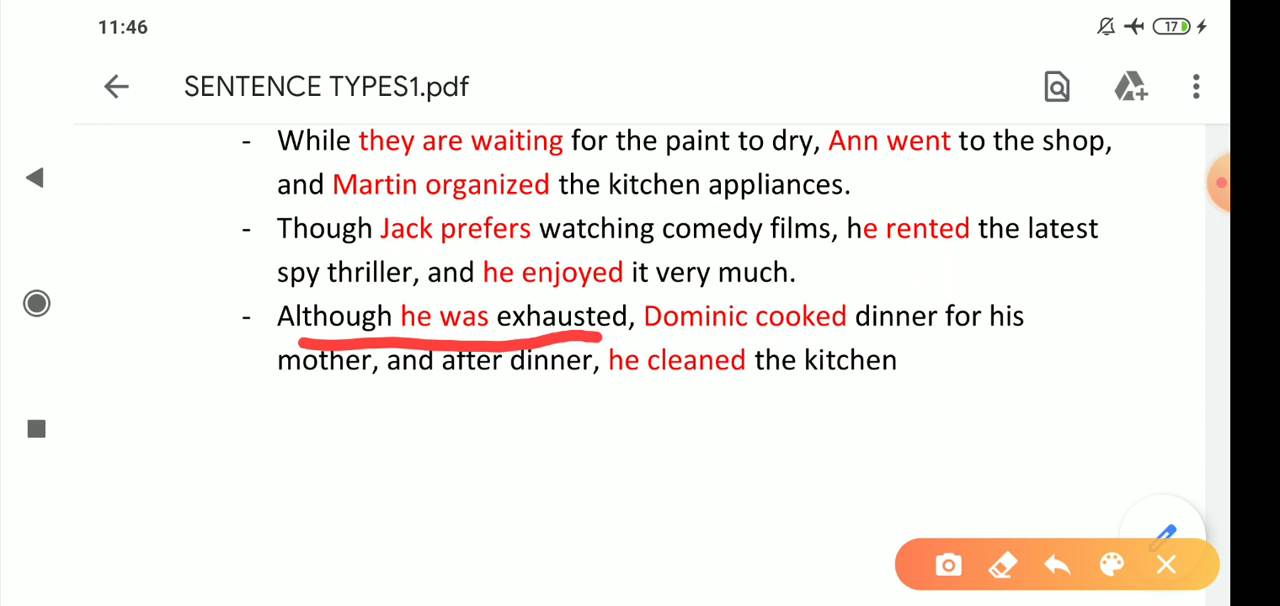 11:46
17
SENTENCE TYPES1.pdf
- While they are waiting for the paint to dry, Ann went to the shop,
and Martin organized the kitchen appliances.
- Though Jack prefers watching comedy films, he rented the latest
spy thriller, and he enjoyed it very much.
- Although he was exhausted, Dominic cooked dinner for his
mother, and after dinner, he cleaned the kitchen